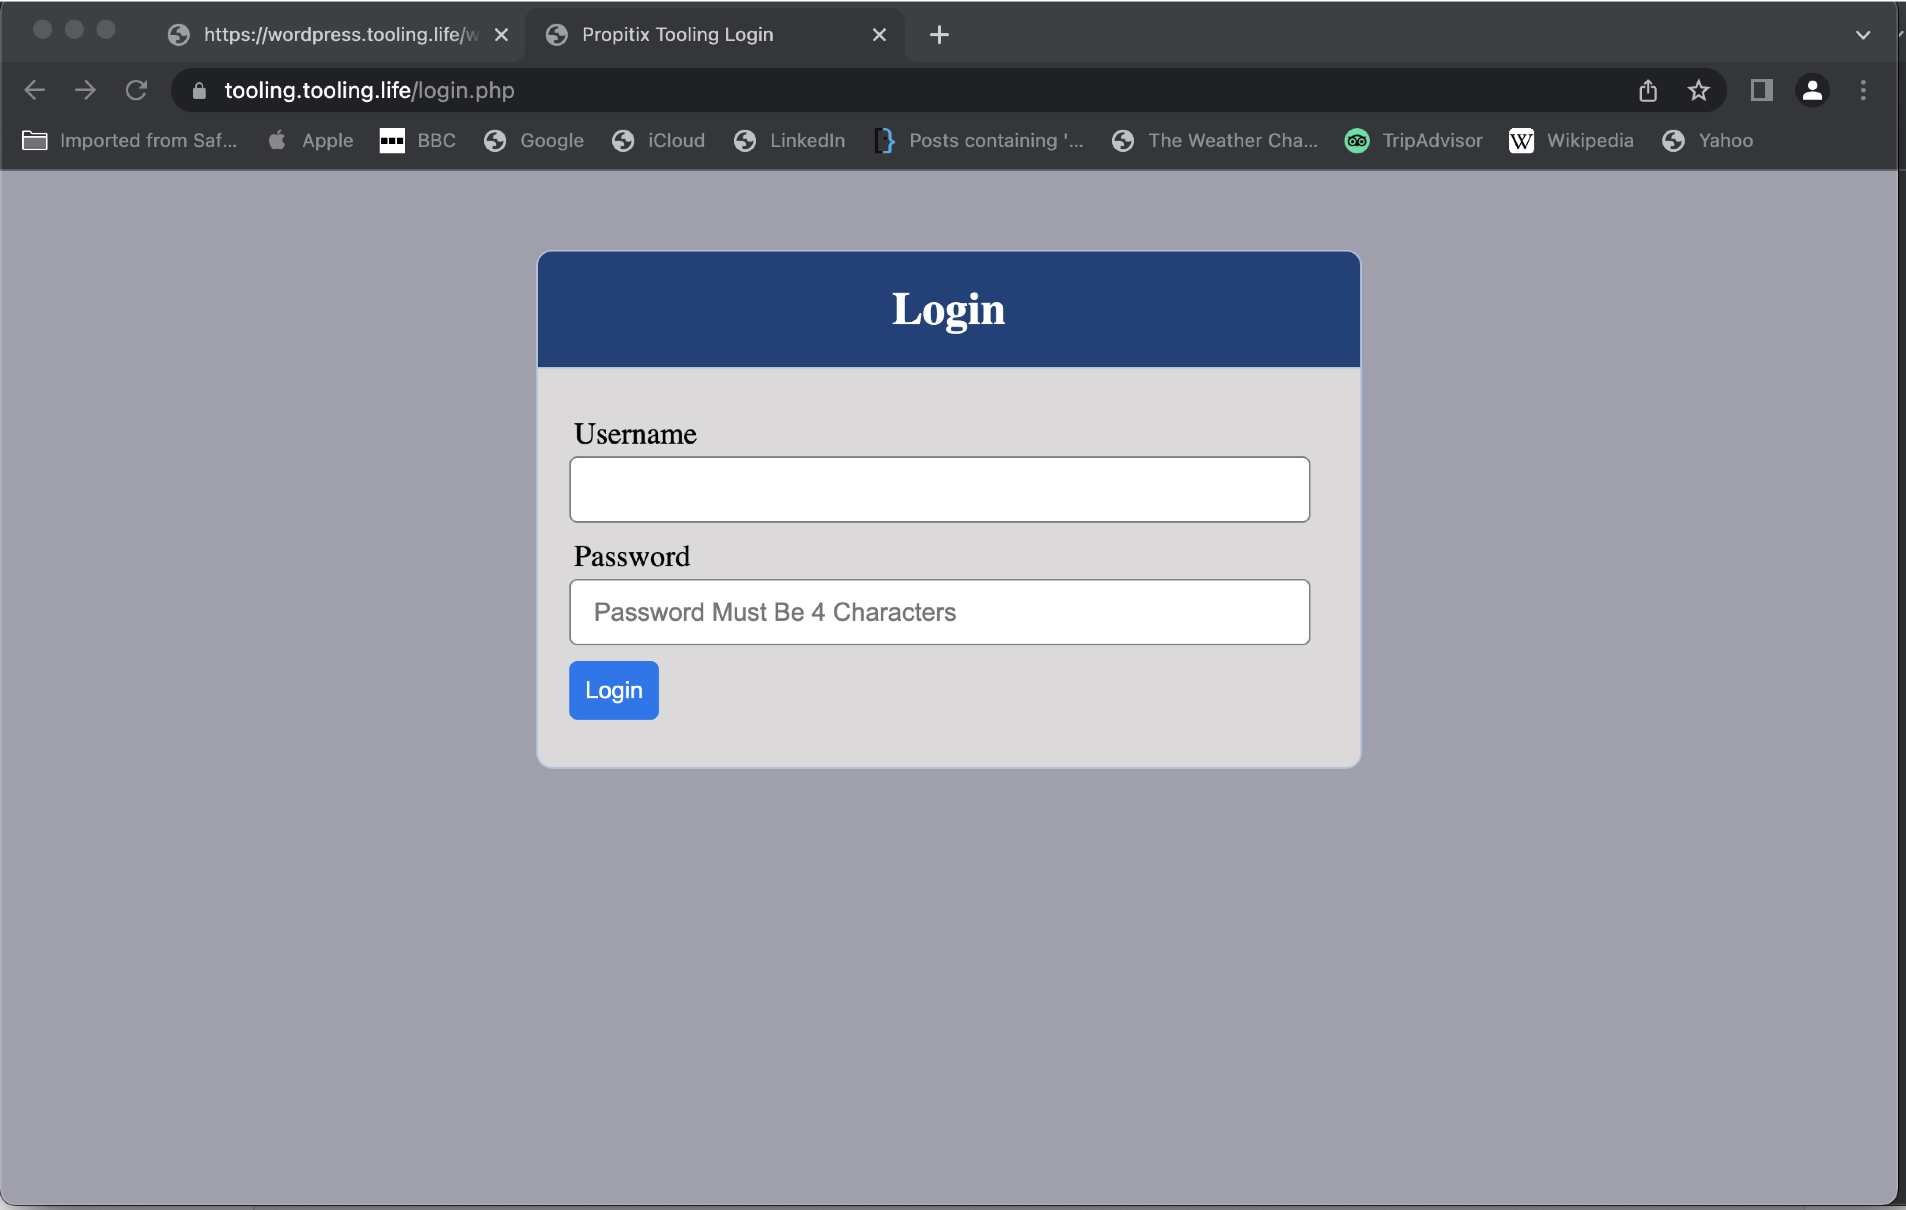 https://wordpress.tooling.life/w
Propitix Tooling Login
tooling.tooling.life/login.php
Imported from Saf...
Apple
BBC
Google
iCloud
LinkedIn
Posts containing '...
The Weather Cha...
TripAdvisor
W
Wikipedia
Yahoo
Login
Username
Password
Password Must Be 4 Characters
Login